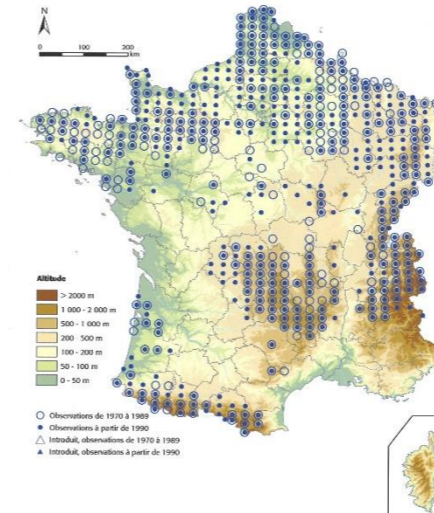 N
0 100 200
km
Altitude
> 2000 m
1 000 - 2 000 m
500 - 1 000 m
200 - 500 m
100 - 200 m
50 - 100 m
0 - 50 m
Observations de 1970 à 1989
Observations à partir de 1990
Introduit, observations de 1970 à 1989
Introduit, observations à partir de 1990